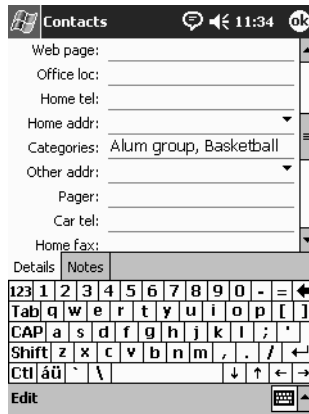 Contacts 11:34 ok
Web page:
Office loc:
Home tel:
Home addr:
Categories: Alum group, Basketball
Other addr:
Pager:
Car tel:
Home fax:
Details Notes
123 1 2 3 4 5 6 7 8 9 0 - =
Tab q w e r t y u i o p [ ]
CAP a s d f g h j k l ; '
Shift z x c v b n m , . /
Ctl áü ` \
Edit